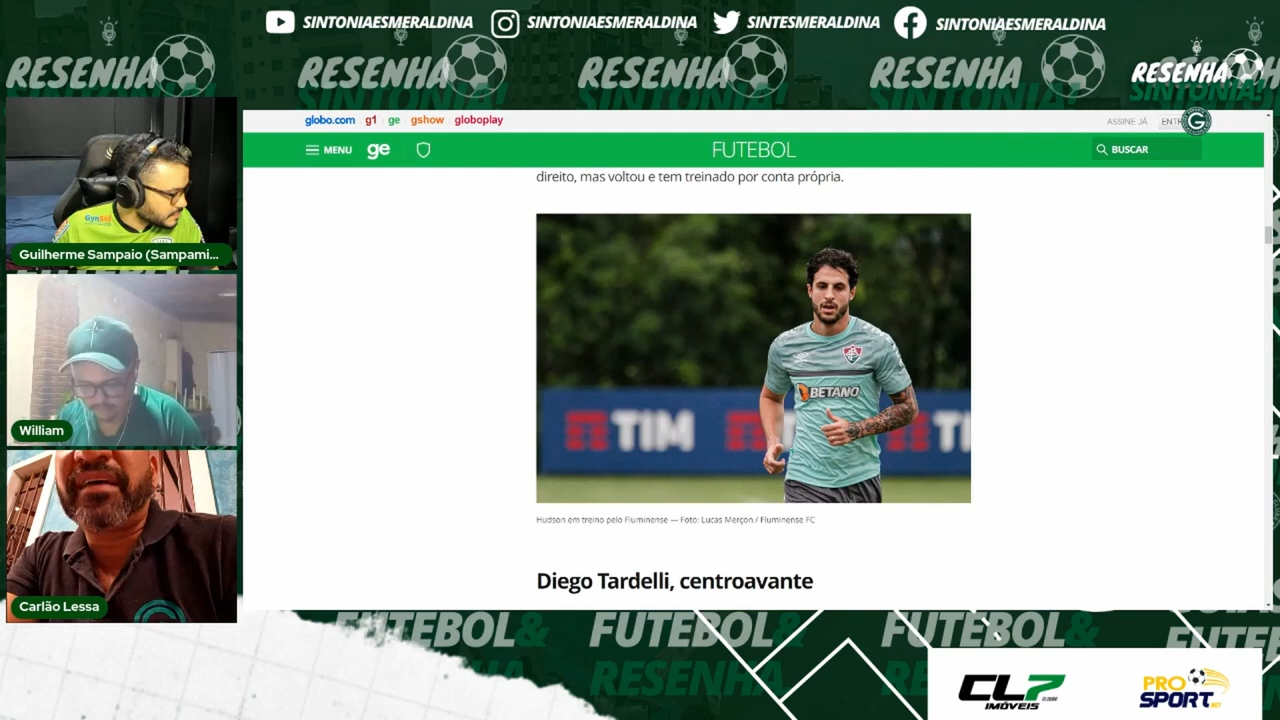 SINTONIAESMERALDINA
SINTONIAESMERALDINA
SINTESMERALDINA
SINTONIAESMERALDINA
RESENHA
RESENHA
RESENHA
RESENHA
RESENHA
SINTONIA!
globo.com g1 ge gshow globoplay
ASSINE JÁ
MENU ge
FUTEBOL
BUSCAR
direito, mas voltou e tem treinado por conta própria.
BETANO
TIM
Hudson em treino pelo Fluminense — Foto: Lucas Merçon / Fluminense FC
Diego Tardelli, centroavante
Guilherme Sampaio (Sampami...
William
Carlão Lessa
FUTEBOL&
FUTEBOL&
FUTEBOL&
RESENHA
CL7
IMÓVEIS
PRO
SPORT